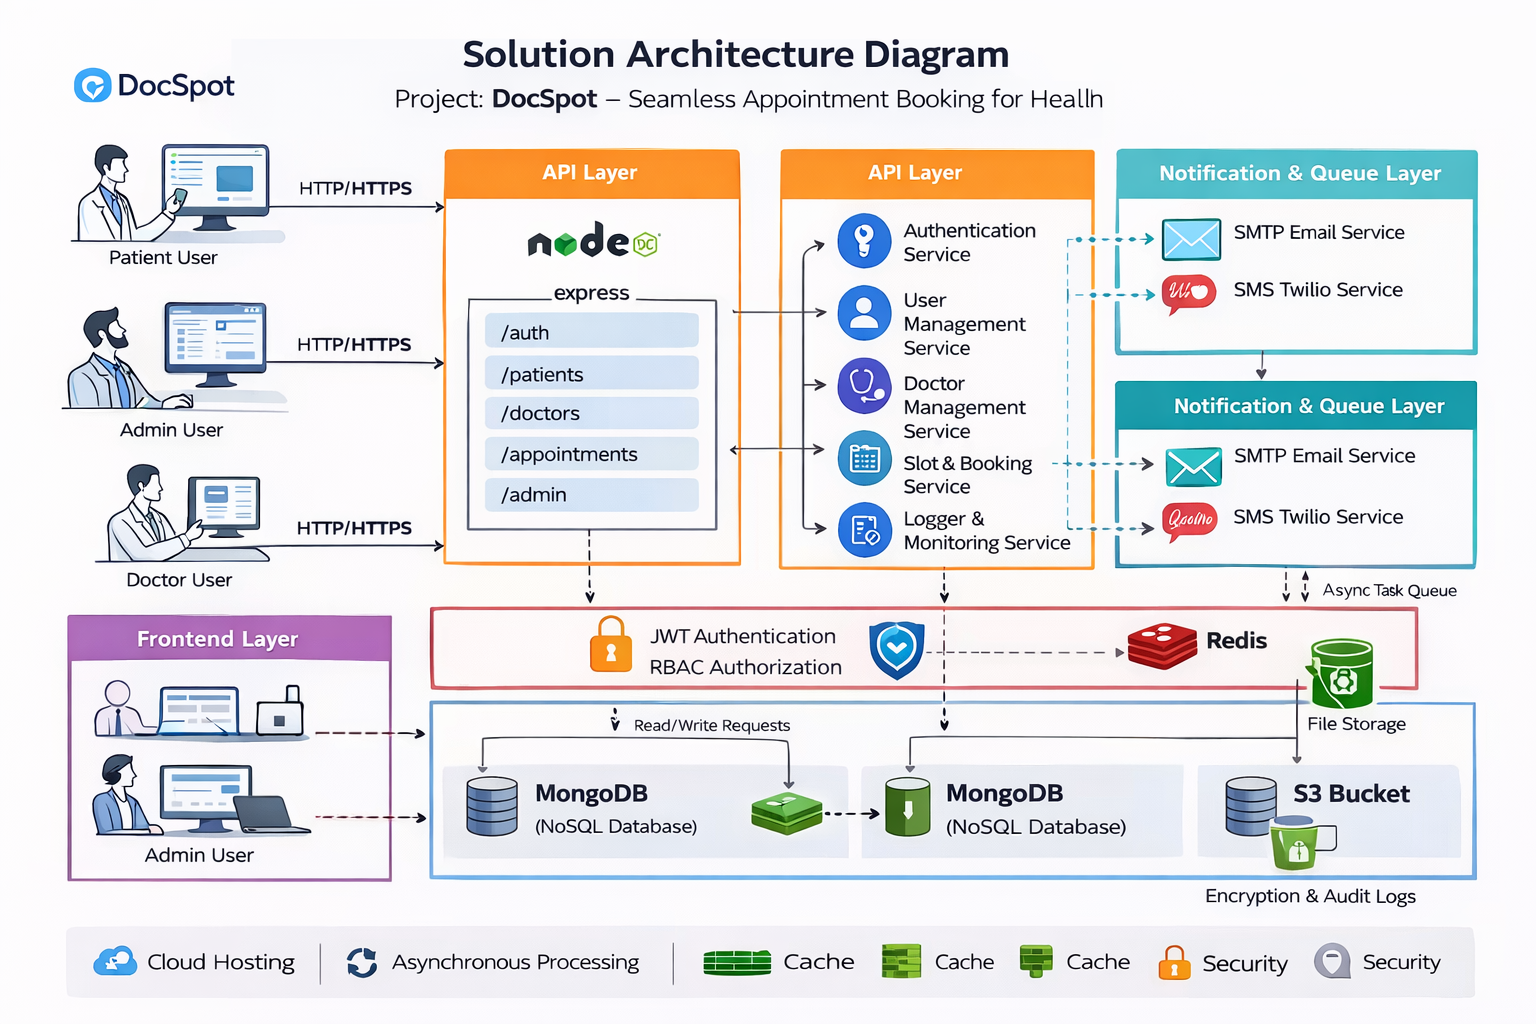 Solution Architecture Diagram
DocSpot
Project: DocSpot – Seamless Appointment Booking for Heallh
HTTP/HTTPS
Patient User
HTTP/HTTPS
Admin User
HTTP/HTTPS
Doctor User
API Layer
node
DC
express
/auth
/patients
/doctors
/appointments
/admin
API Layer
Authentication
Service
User
Management
Service
Doctor
Management
Service
Slot & Booking
Service
Logger &
Monitoring Service
Notification & Queue Layer
SMTP Email Service
SMS Twilio Service
Notification & Queue Layer
SMTP Email Service
SMS Twilio Service
Async Task Queue
Frontend Layer
Admin User
JWT Authentication
RBAC Authorization
Redis
File Storage
Read/Write Requests
MongoDB
(NoSQL Database)
MongoDB
(NoSQL Database)
S3 Bucket
Encryption & Audit Logs
Cloud Hosting
Asynchronous Processing
Cache
Cache
Cache
Security
Security